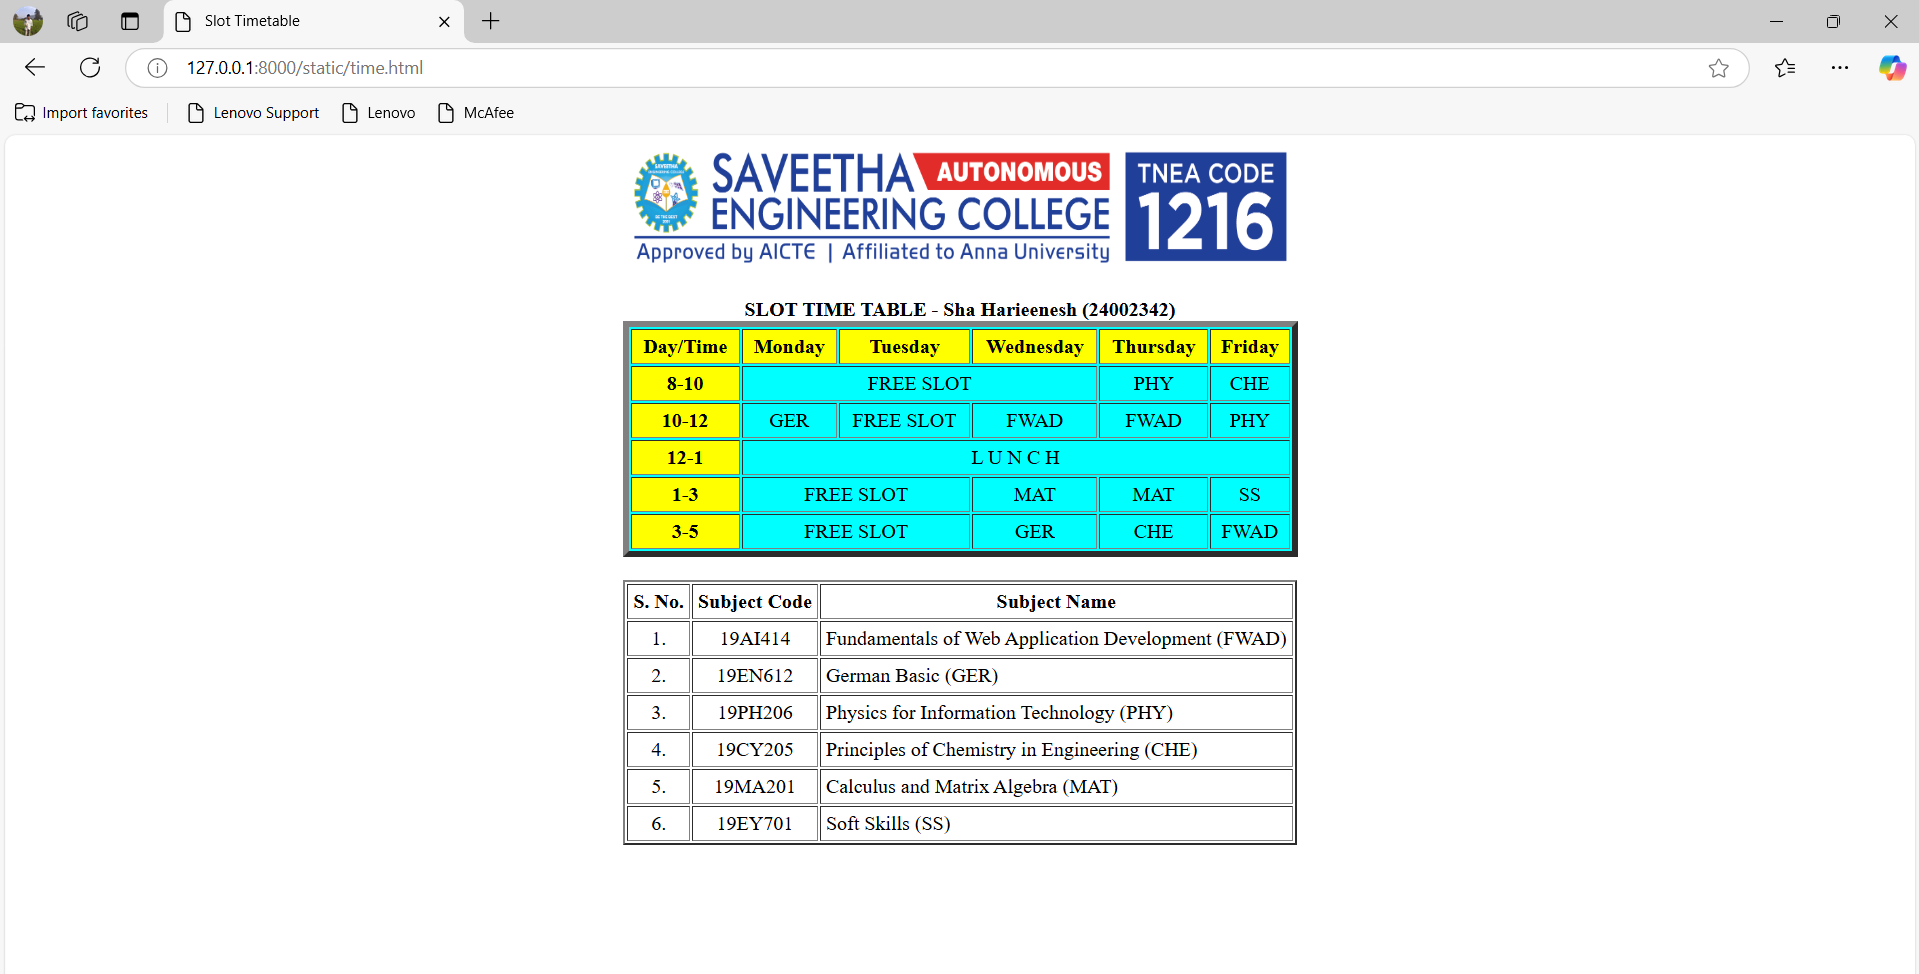 Slot Timetable
127.0.0.1:8000/static/time.html
Import favorites Lenovo Support Lenovo McAfee
SAVEETHA AUTONOMOUS
ENGINEERING COLLEGE
Approved by AICTE | Affiliated to Anna University
TNEA CODE
1216
SLOT TIME TABLE - Sha Harieenesh (24002342)
Day/Time Monday Tuesday Wednesday Thursday Friday
8-10 FREE SLOT PHY CHE
10-12 GER FREE SLOT FWAD FWAD PHY
12-1 L U N C H
1-3 FREE SLOT MAT MAT SS
3-5 FREE SLOT GER CHE FWAD
S. No. Subject Code Subject Name
1. 19AI414 Fundamentals of Web Application Development (FWAD)
2. 19EN612 German Basic (GER)
3. 19PH206 Physics for Information Technology (PHY)
4. 19CY205 Principles of Chemistry in Engineering (CHE)
5. 19MA201 Calculus and Matrix Algebra (MAT)
6. 19EY701 Soft Skills (SS)